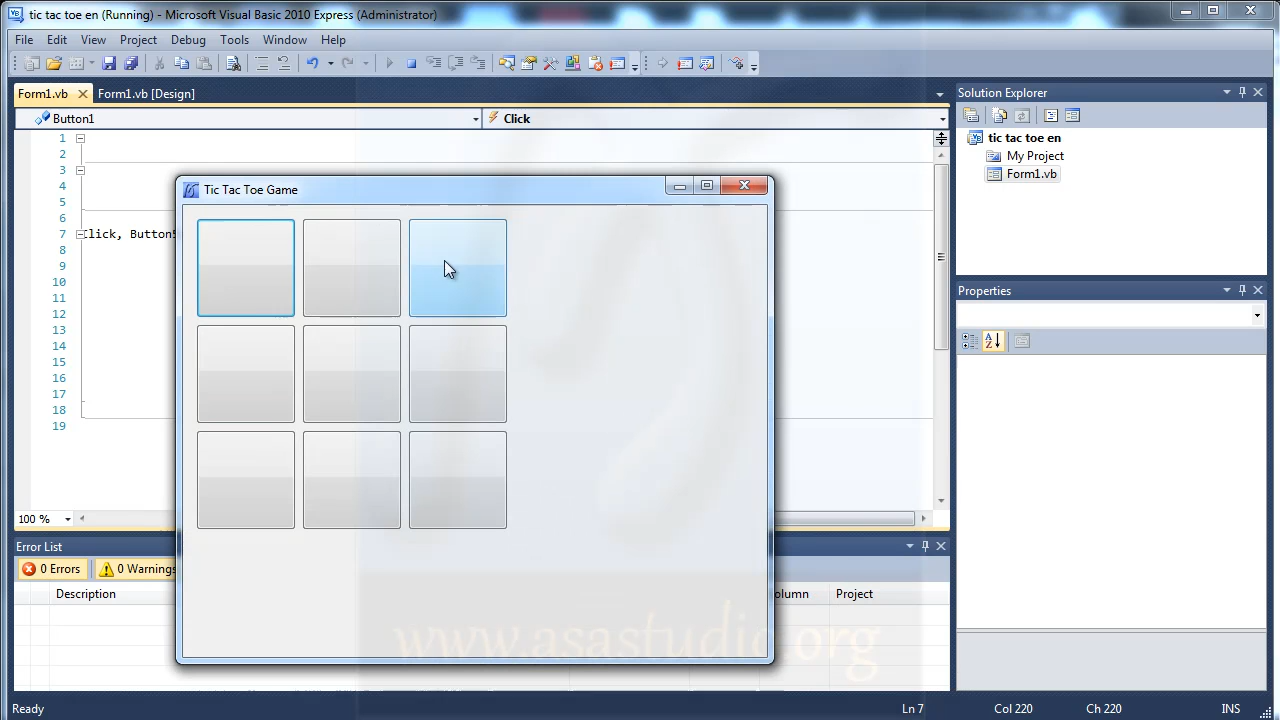 tic tac toe en (Running) - Microsoft Visual Basic 2010 Express (Administrator)
File Edit View Project Debug Tools Window Help
Form1.vb Form1.vb [Design]
Solution Explorer
Button1 Click
tic tac toe en
My Project
Form1.vb
1
2
3
4
5
6
7 Click, Button
8
9
10
11
12
13
14
15
16
17
18
19
Tic Tac Toe Game
Properties
100 %
Error List
0 Errors 0 Warnings
Description Column Project
www.asastudio.org
Ready Ln 7 Col 220 Ch 220 INS